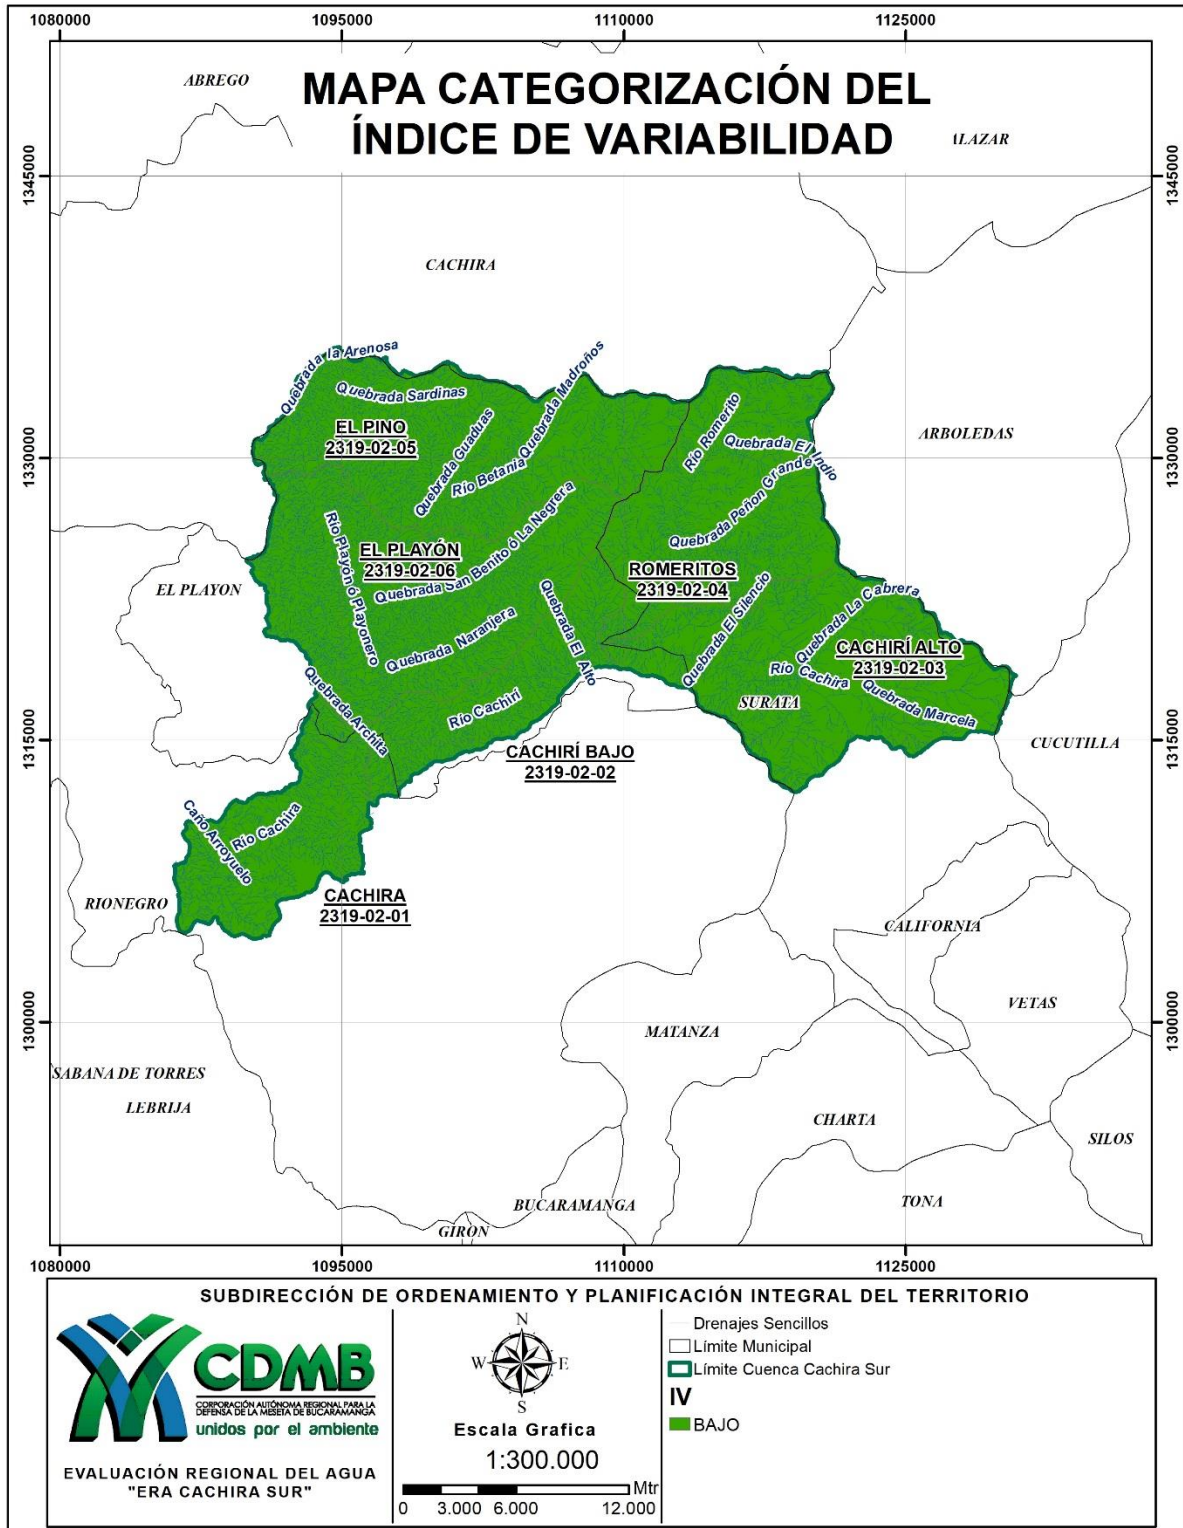 1080000 1095000 1110000 1125000
MAPA CATEGORIZACIÓN DEL
ÍNDICE DE VARIABILIDAD
ABREGO
ALAZAR
1345000 1345000
CACHIRA
Quebrada la Arenosa
Quebrada Sardinas
Quebrada Madroños
Río Romerito
EL PINO
2319-02-05
Quebrada Guaduas
Río Betania
Quebrada El Indio
ARBOLEDAS
1330000 1330000
Quebrada Peñon Grande
Río Playón ó Playonero
EL PLAYÓN
2319-02-06
Quebrada San Benito ó La Negrera
ROMERITOS
2319-02-04
EL PLAYON
Quebrada El Alto
Quebrada El Silencio
Quebrada La Cabrera
Quebrada Naranjera
CACHIRÍ ALTO
2319-02-03
Río Cachira
Quebrada Marcela
Quebrada Archita
Río Cachirí
SURATA
1315000 1315000
CACHIRÍ BAJO
2319-02-02
CUCUTILLA
Caño Arroyuelo
Río Cachira
CACHIRA
2319-02-01
RIONEGRO
CALIFORNIA
VETAS
1300000 1300000
MATANZA
SABANA DE TORRES
LEBRIJA
CHARTA
SILOS
BUCARAMANGA
TONA
GIRON
1080000 1095000 1110000 1125000
SUBDIRECCIÓN DE ORDENAMIENTO Y PLANIFICACIÓN INTEGRAL DEL TERRITORIO
CDMB
CORPORACIÓN AUTÓNOMA REGIONAL PARA LA
DEFENSA DE LA MESETA DE BUCARAMANGA
unidos por el ambiente
EVALUACIÓN REGIONAL DEL AGUA
"ERA CACHIRA SUR"
N
W E
S
Escala Grafica
1:300.000
Mtr
0 3.000 6.000 12.000
Drenajes Sencillos
Límite Municipal
Límite Cuenca Cachira Sur
IV
BAJO